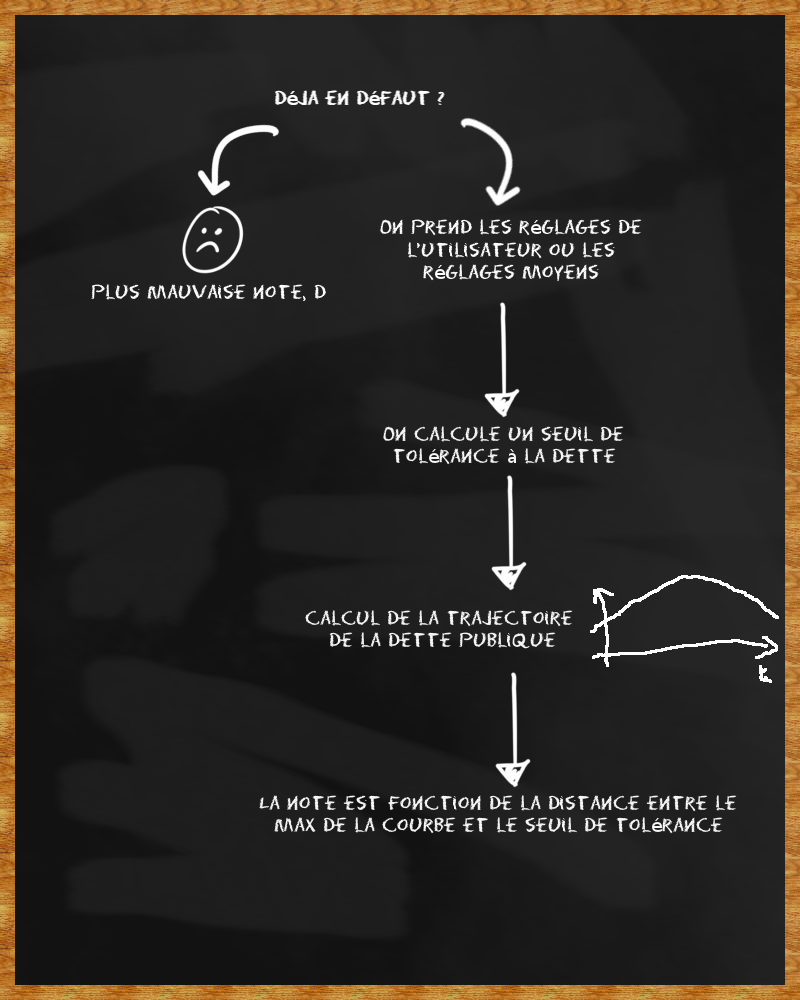 DéJA EN DéFAUT ?
ON PREND LES RéGLAGES DE
L'UTILISATEUR OU LES
RéGLAGES MOYENS
PLUS MAUVAISE NOTE, D
ON CALCULE UN SEUIL DE
TOLéRANCE à LA DETTE
CALCUL DE LA TRAJECTOIRE
DE LA DETTE PUBLIQUE
t
LA NOTE EST FONCTION DE LA DISTANCE ENTRE LE
MAX DE LA COURBE ET LE SEUIL DE TOLéRANCE